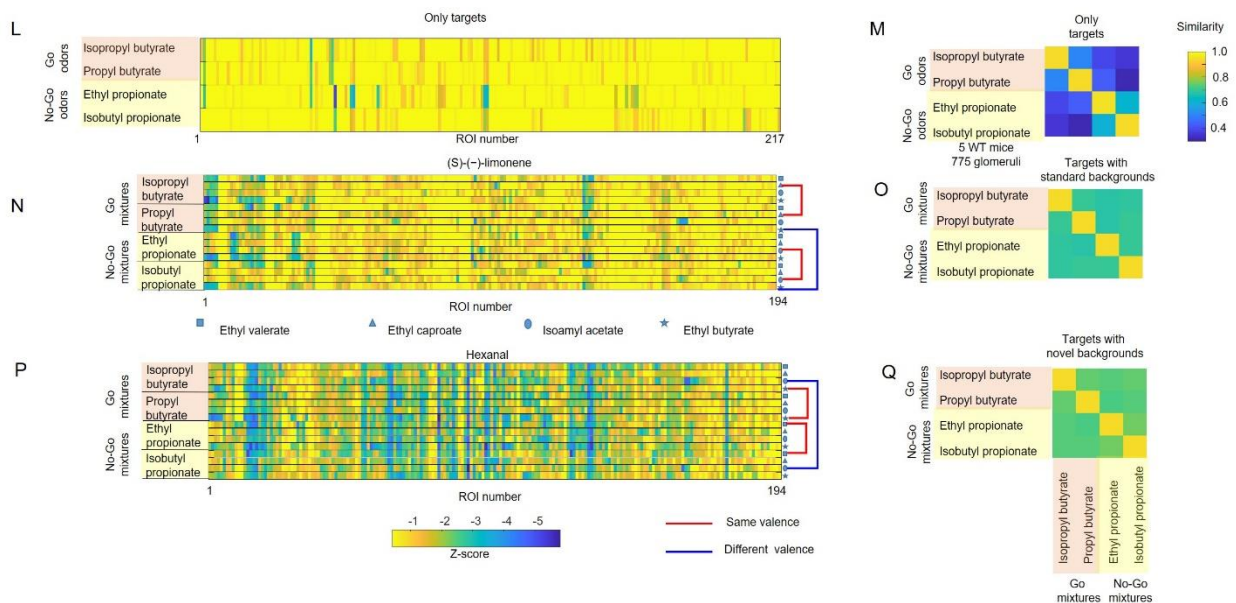 L
Only targets
Go
odors
Isopropyl butyrate
Propyl butyrate
No-Go
odors
Ethyl propionate
Isobutyl propionate
1
ROI number
217
M
Only
targets
Similarity
Go
odors
Isopropyl butyrate
Propyl butyrate
No-Go
odors
Ethyl propionate
Isobutyl propionate
1.0
0.8
0.6
0.4
5 WT mice
775 glomeruli
N
(S)-(−)-limonene
Go
mixtures
Isopropyl
butyrate
Propyl
butyrate
No-Go
mixtures
Ethyl
propionate
Isobutyl
propionate
1
ROI number
194
Ethyl valerate
Ethyl caproate
Isoamyl acetate
Ethyl butyrate
O
Targets with
standard backgrounds
Go
mixtures
Isopropyl butyrate
Propyl butyrate
No-Go
mixtures
Ethyl propionate
Isobutyl propionate
P
Hexanal
Go
mixtures
Isopropyl
butyrate
Propyl
butyrate
No-Go
mixtures
Ethyl
propionate
Isobutyl
propionate
1
ROI number
194
-1 -2 -3 -4 -5
Z-score
Same valence
Different valence
Q
Targets with
novel backgrounds
Go
mixtures
Isopropyl butyrate
Propyl butyrate
No-Go
mixtures
Ethyl propionate
Isobutyl propionate
Isopropyl butyrate
Propyl butyrate
Ethyl propionate
Isobutyl propionate
Go
mixtures
No-Go
mixtures